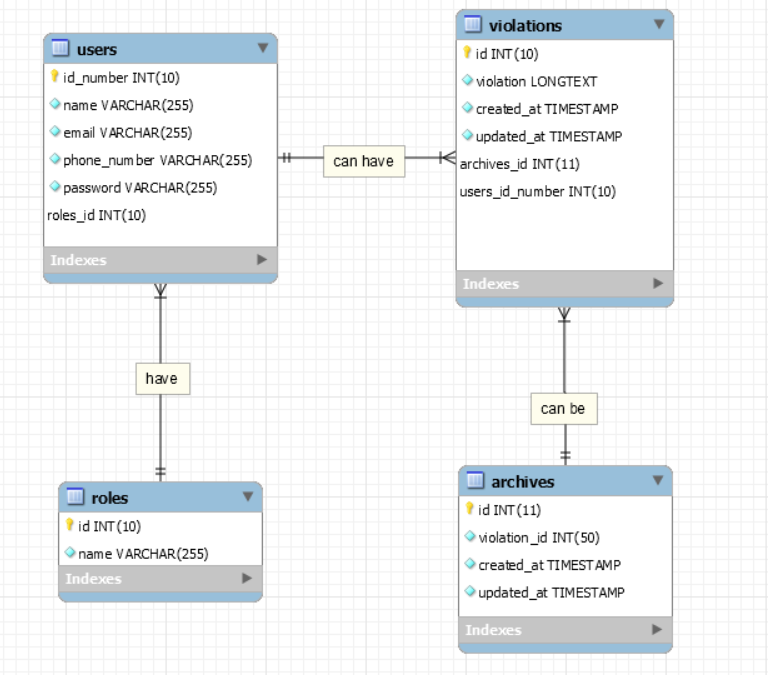 users
id_number INT(10)
name VARCHAR(255)
email VARCHAR(255)
phone_number VARCHAR(255)
password VARCHAR(255)
roles_id INT(10)
Indexes
can have
violations
id INT(10)
violation LONGTEXT
created_at TIMESTAMP
updated_at TIMESTAMP
archives_id INT(11)
users_id_number INT(10)
Indexes
have
can be
roles
id INT(10)
name VARCHAR(255)
Indexes
archives
id INT(11)
violation_id INT(50)
created_at TIMESTAMP
updated_at TIMESTAMP
Indexes